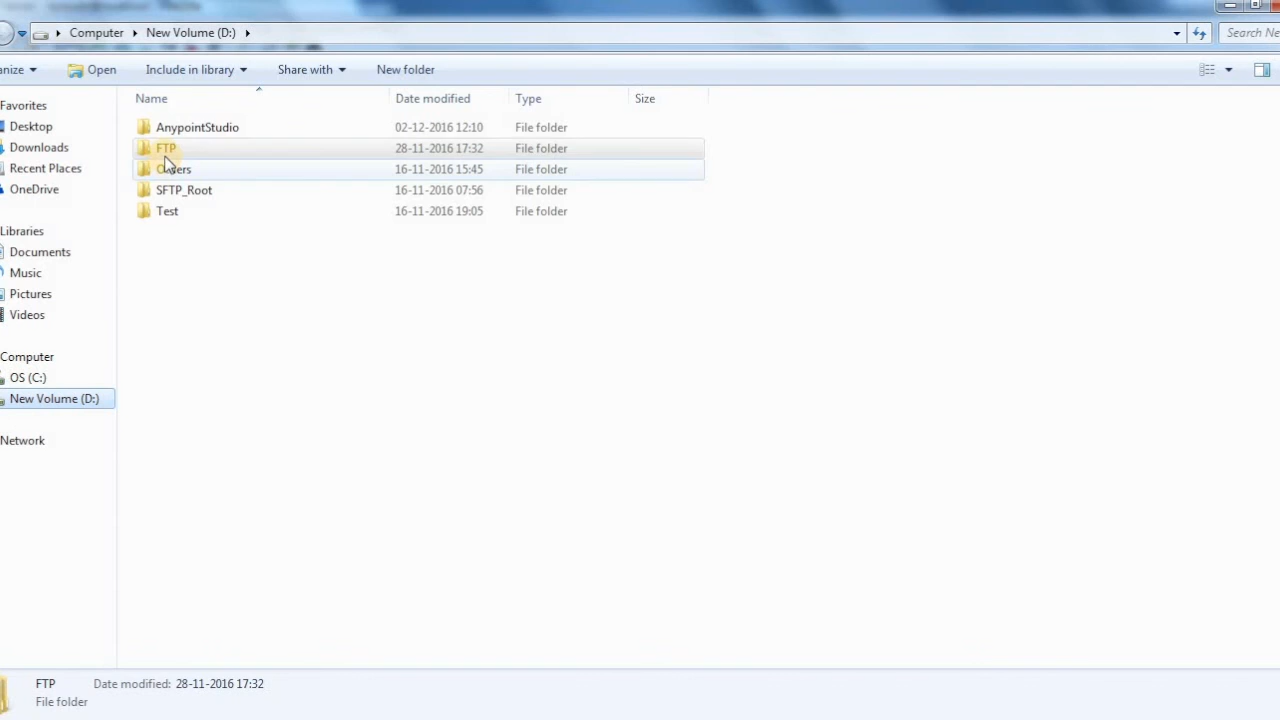 Computer New Volume (D:) Search Ne
anize Open Include in library Share with New folder
Name Date modified Type Size
Favorites
Desktop
Downloads
Recent Places
OneDrive
Libraries
Documents
Music
Pictures
Videos
Computer
OS (C:)
New Volume (D:)
Network
AnypointStudio 02-12-2016 12:10 File folder
FTP 28-11-2016 17:32 File folder
16-11-2016 15:45 File folder
SFTP_Root 16-11-2016 07:56 File folder
Test 16-11-2016 19:05 File folder
FTP Date modified: 28-11-2016 17:32
File folder